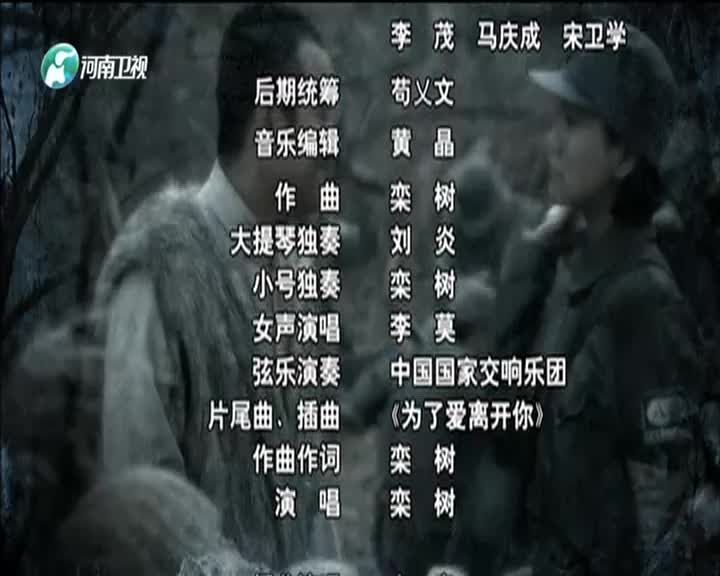 李 茂 马庆成 宋卫学
河南卫视
后期统筹 苟乂文
音乐编辑 黄 晶
作 曲 栾 树
大提琴独奏 刘 炎
小号独奏 栾 树
女声演唱 李 莫
弦乐演奏 中国国家交响乐团
片尾曲、插曲 《为了爱离开你》
作曲作词 栾 树
演 唱 栾 树